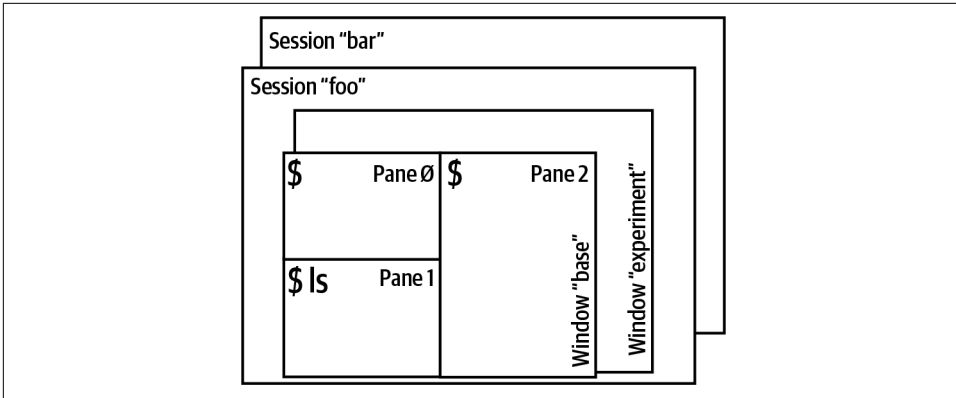 Session “bar”
Session “foo”
$ Pane Ø
$ Pane 2
$ ls Pane 1
Window “base”
Window “experiment”